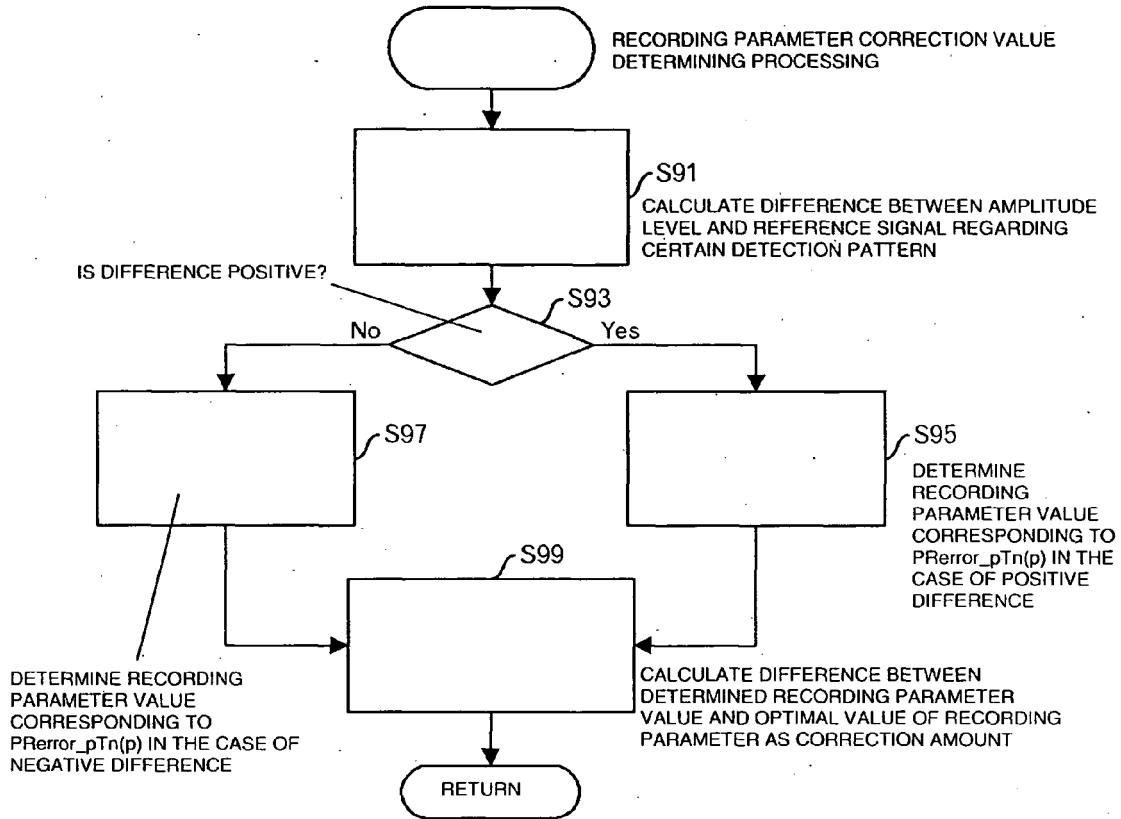 RECORDING PARAMETER CORRECTION VALUE
DETERMINING PROCESSING
S91
CALCULATE DIFFERENCE BETWEEN AMPLITUDE
LEVEL AND REFERENCE SIGNAL REGARDING
CERTAIN DETECTION PATTERN
IS DIFFERENCE POSITIVE?
S93
No
Yes
S97
S95
DETERMINE
RECORDING
PARAMETER VALUE
CORRESPONDING TO
PRerror_pTn(p) IN THE
CASE OF POSITIVE
DIFFERENCE
S99
DETERMINE RECORDING
PARAMETER VALUE
CORRESPONDING TO
PRerror_pTn(p) IN THE CASE OF
NEGATIVE DIFFERENCE
CALCULATE DIFFERENCE BETWEEN
DETERMINED RECORDING PARAMETER
VALUE AND OPTIMAL VALUE OF RECORDING
PARAMETER AS CORRECTION AMOUNT
RETURN